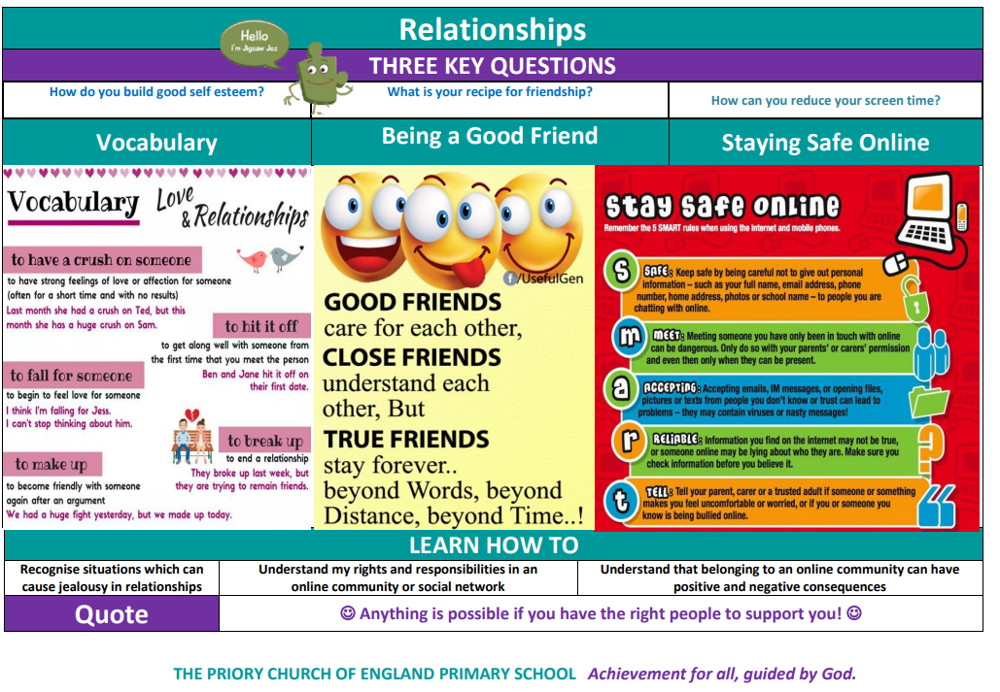 Relationships
Hello
I'm Jigsaw Jez
THREE KEY QUESTIONS
How do you build good self esteem?
What is your recipe for friendship?
How can you reduce your screen time?
Vocabulary
Being a Good Friend
Staying Safe Online
Vocabulary
Love
& Relationships
to have a crush on someone
to have strong feelings of love or affection for someone
(often for a short time and with no results)
Last month she had a crush on Ted, but this
month she has a huge crush on Sam.
to hit it off
to get along well with someone from
the first time that you meet the person
Ben and Jane hit it off on
their first date.
to fall for someone
to begin to feel love for someone
I think I'm falling for Jess.
I can't stop thinking about him.
to break up
to end a relationship
They broke up last week, but
they are trying to remain friends.
to make up
to become friendly with someone
again after an argument
We had a huge fight yesterday, but we made up today.
f/UsefulGen
GOOD FRIENDS
care for each other,
CLOSE FRIENDS
understand each
other, But
TRUE FRIENDS
stay forever..
beyond Words, beyond
Distance, beyond Time..!
stay safe online
Remember the 5 SMART rules when using the internet and mobile phones.
s
SAFE: Keep safe by being careful not to give out personal
information – such as your full name, email address, phone
number, home address, photos or school name – to people you are
chatting with online.
m
MEET: Meeting someone you have only been in touch with online
can be dangerous. Only do so with your parents' or carers' permission
and even then only when they can be present.
a
ACCEPTING: Accepting emails, IM messages, or opening files,
pictures or texts from people you don't know or trust can lead to
problems – they may contain viruses or nasty messages!
r
RELIABLE: Information you find on the internet may not be true,
or someone online may be lying about who they are. Make sure you
check information before you believe it.
t
TELL: Tell your parent, carer or a trusted adult if someone or something
makes you feel uncomfortable or worried, or if you or someone you
know is being bullied online.
LEARN HOW TO
Recognise situations which can
cause jealousy in relationships
Understand my rights and responsibilities in an
online community or social network
Understand that belonging to an online community can have
positive and negative consequences
Quote
☺ Anything is possible if you have the right people to support you! ☺
THE PRIORY CHURCH OF ENGLAND PRIMARY SCHOOL Achievement for all, guided by God.